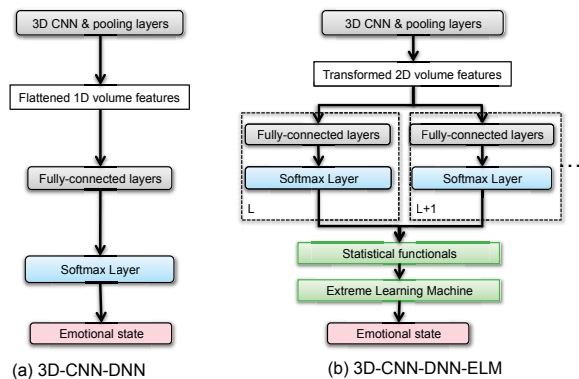 3D CNN & pooling layers
Flattened 1D volume features
Fully-connected layers
Softmax Layer
Emotional state
(a) 3D-CNN-DNN
3D CNN & pooling layers
Transformed 2D volume features
Fully-connected layers
Fully-connected layers
Softmax Layer
Softmax Layer
...
L
L+1
Statistical functionals
Extreme Learning Machine
Emotional state
(b) 3D-CNN-DNN-ELM